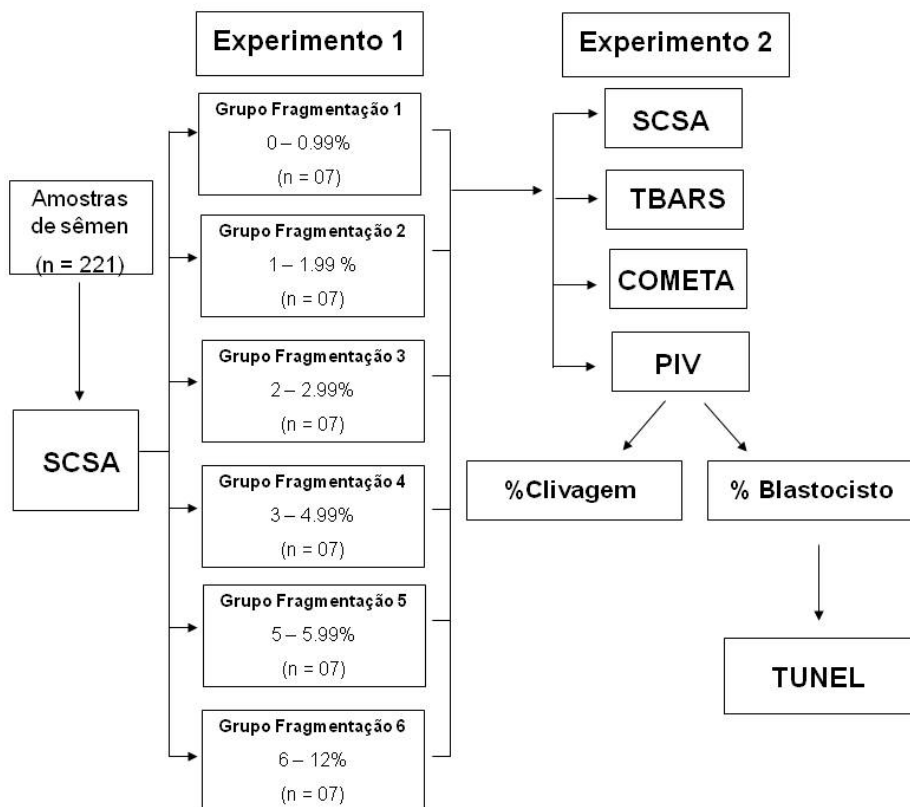 Experimento 1
Experimento 2
Amostras
de sêmen
(n = 221)
SCSA
Grupo Fragmentação 1
0 – 0.99%
(n = 07)
Grupo Fragmentação 2
1 – 1.99 %
(n = 07)
Grupo Fragmentação 3
2 – 2.99%
(n = 07)
Grupo Fragmentação 4
3 – 4.99%
(n = 07)
Grupo Fragmentação 5
5 – 5.99%
(n = 07)
Grupo Fragmentação 6
6 – 12%
(n = 07)
SCSA
TBARS
COMETA
PIV
%Clivagem
% Blastocisto
TUNEL